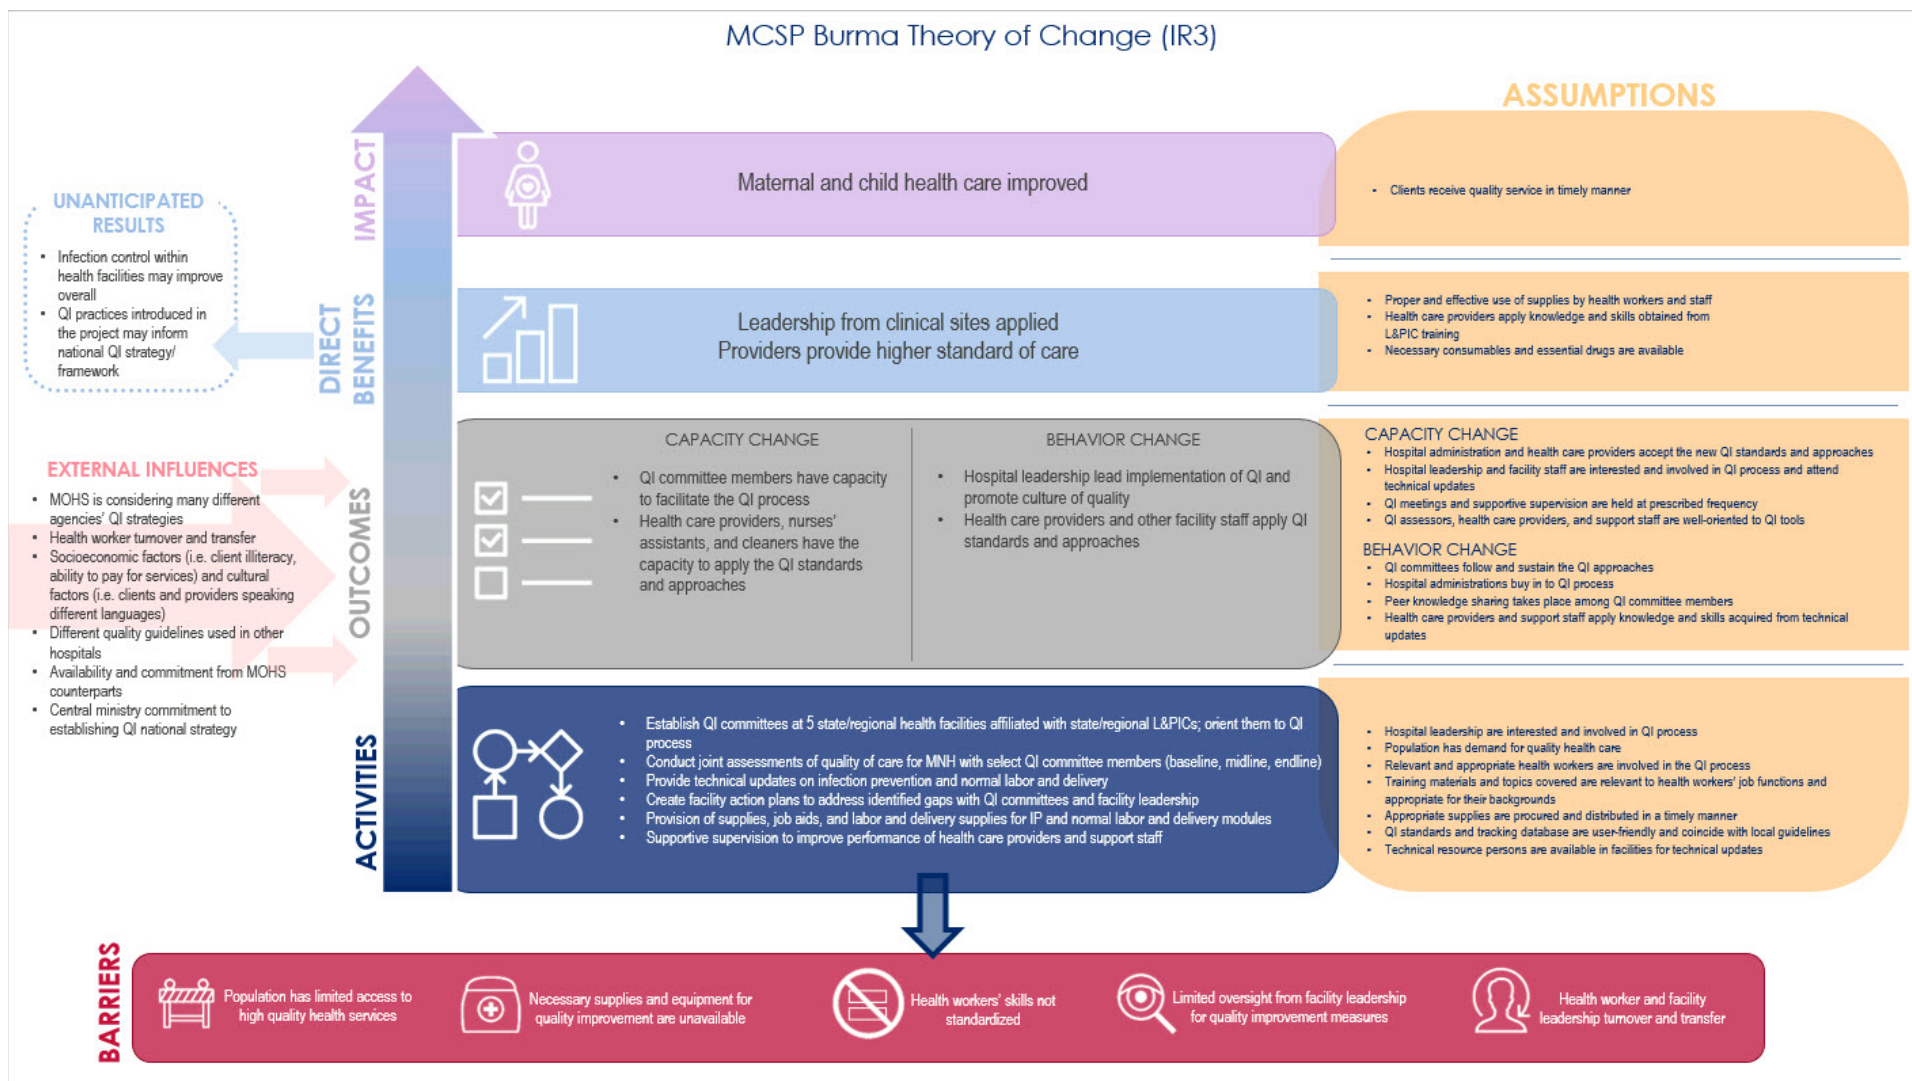 MCSP Burma Theory of Change (IR3)
ASSUMPTIONS
IMPACT
Maternal and child health care improved
• Clients receive quality service in timely manner
UNANTICIPATED
RESULTS
• Infection control within
health facilities may improve
overall
• QI practices introduced in
the project may inform
national QI strategy/
framework
DIRECT
BENEFITS
Leadership from clinical sites applied
Providers provide higher standard of care
• Proper and effective use of supplies by health workers and staff
• Health care providers apply knowledge and skills obtained from
L&PIC training
• Necessary consumables and essential drugs are available
EXTERNAL INFLUENCES
• MOHS is considering many different
agencies' QI strategies
• Health worker turnover and transfer
• Socioeconomic factors (i.e. client illiteracy,
ability to pay for services) and cultural
factors (i.e. clients and providers speaking
different languages)
• Different quality guidelines used in other
hospitals
• Availability and commitment from MOHS
counterparts
• Central ministry commitment to
establishing QI national strategy
OUTCOMES
CAPACITY CHANGE
• QI committee members have capacity
to facilitate the QI process
• Health care providers, nurses'
assistants, and cleaners have the
capacity to apply the QI standards
and approaches
BEHAVIOR CHANGE
• Hospital leadership lead implementation of QI and
promote culture of quality
• Health care providers and other facility staff apply QI
standards and approaches
CAPACITY CHANGE
• Hospital administration and health care providers accept the new QI standards and approaches
• Hospital leadership and facility staff are interested and involved in QI process and attend
technical updates
• QI meetings and supportive supervision are held at prescribed frequency
• QI assessors, health care providers, and support staff are well-oriented to QI tools
BEHAVIOR CHANGE
• QI committees follow and sustain the QI approaches
• Hospital administrations buy in to QI process
• Peer knowledge sharing takes place among QI committee members
• Health care providers and support staff apply knowledge and skills acquired from technical
updates
ACTIVITIES
• Establish QI committees at 5 state/regional health facilities affiliated with state/regional L&PICs; orient them to QI
process
• Conduct joint assessments of quality of care for MNH with select QI committee members (baseline, midline, endline)
• Provide technical updates on infection prevention and normal labor and delivery
• Create facility action plans to address identified gaps with QI committees and facility leadership
• Provision of supplies, job aids, and labor and delivery supplies for IP and normal labor and delivery modules
• Supportive supervision to improve performance of health care providers and support staff
• Hospital leadership are interested and involved in QI process
• Population has demand for quality health care
• Relevant and appropriate health workers are involved in the QI process
• Training materials and topics covered are relevant to health workers' job functions and
appropriate for their backgrounds
• Appropriate supplies are procured and distributed in a timely manner
• QI standards and tracking database are user-friendly and coincide with local guidelines
• Technical resource persons are available in facilities for technical updates
BARRIERS
Population has limited access to
high quality health services
Necessary supplies and equipment for
quality improvement are unavailable
Health workers' skills not
standardized
Limited oversight from facility leadership
for quality improvement measures
Health worker and facility
leadership turnover and transfer